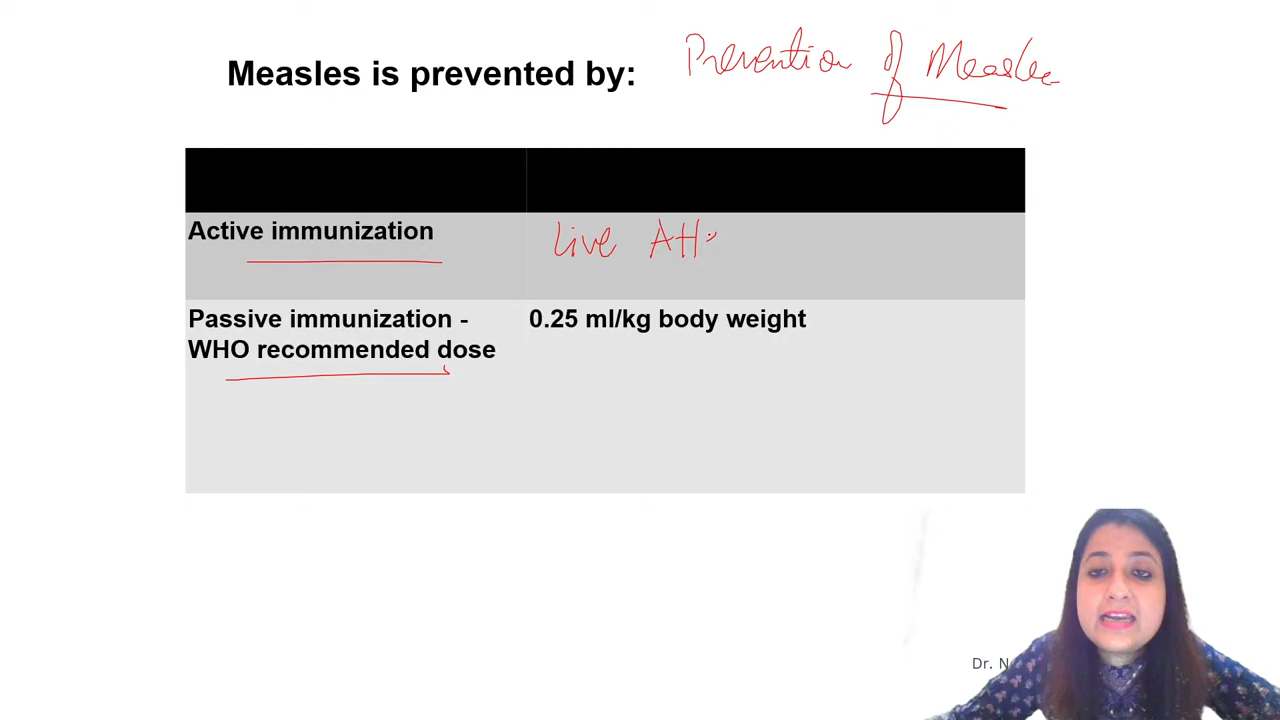 Measles is prevented by:
Prevention of Measles
Active immunization
Live Att
Passive immunization -
WHO recommended dose
0.25 ml/kg body weight
Dr. N